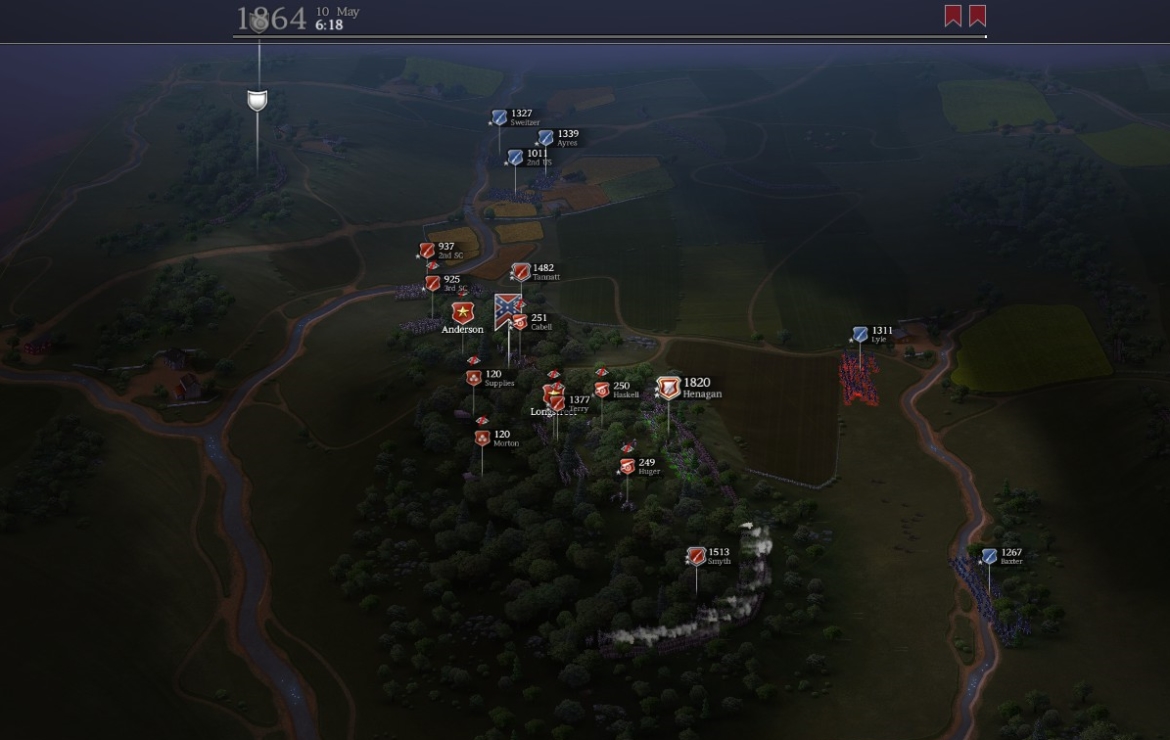 1864 10 May
6:18
1327
Sweitzer
1339
Ayres
1011
2nd US
937
2nd SC
1482
Tannatt
925
3rd SC
Anderson
251
Cabell
1311
Lyle
120
Supplies
250
Haskell
1820
Henagan
1377
Terry
120
Morton
249
Huger
1513
Smyth
1267
Baxter